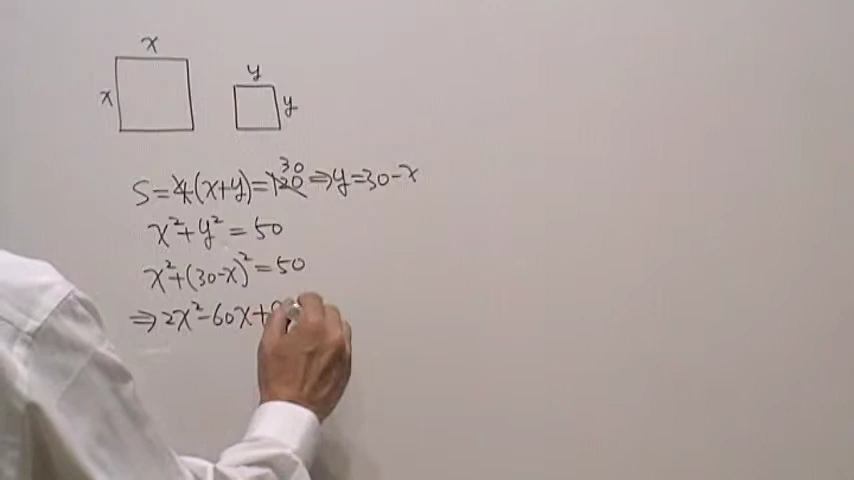 x
x
y
y
30
S=4(x+y)=120⇒y=30-x
x²+y²=50
x²+(30-x)²=50
⇒2x²-60x+